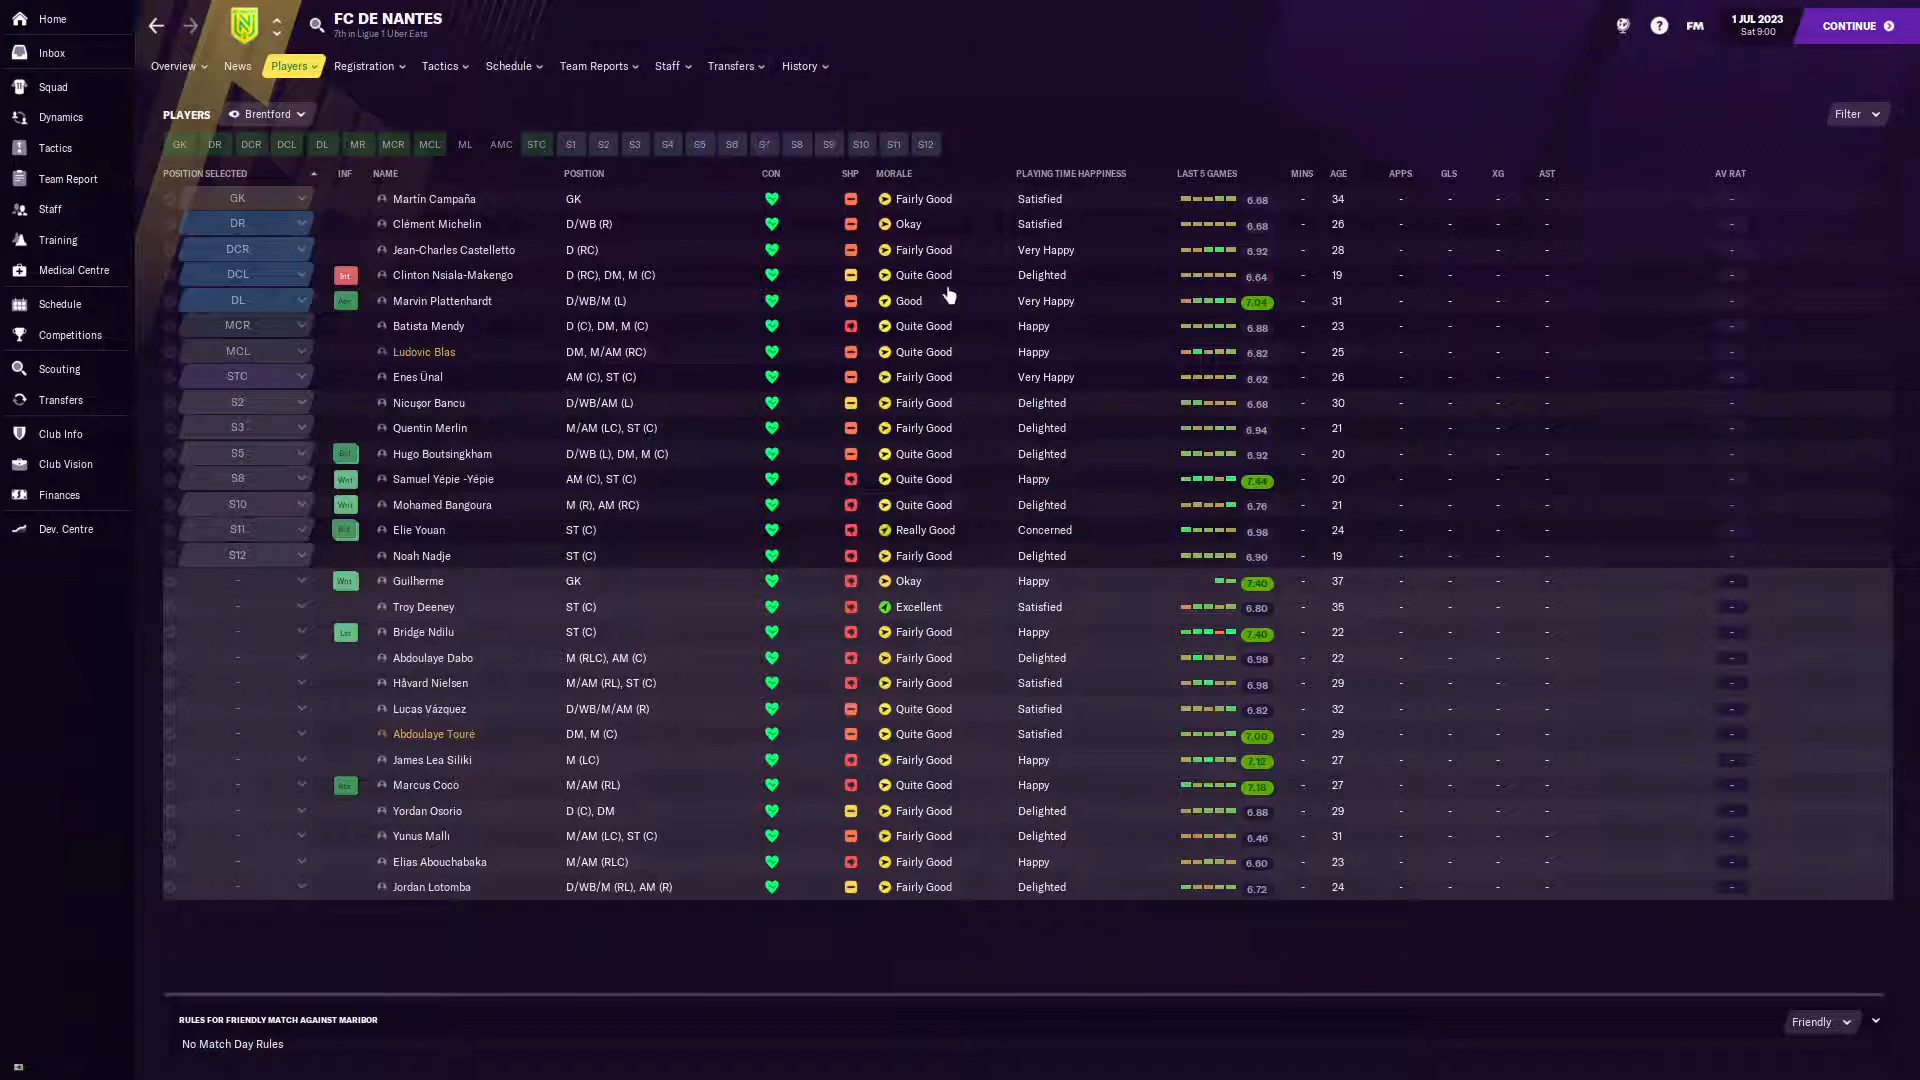 Home
Inbox
Squad
Dynamics
Tactics
Team Report
Staff
Training
Medical Centre
Schedule
Competitions
Scouting
Transfers
Club Info
Club Vision
Finances
Dev. Centre
FC DE NANTES
7th in Ligue 1 Uber Eats
FM 1 JUL 2023 Sat 9:00 CONTINUE
Overview News Players Registration Tactics Schedule Team Reports Staff Transfers History
PLAYERS Brentford Filter
GK DR DCR DCL DL MR MCR MCL ML AMC STC S1 S2 S3 S4 S5 S6 S7 S8 S9 S10 S11 S12
POSITION SELECTED INF NAME POSITION CON SHP MORALE PLAYING TIME HAPPINESS LAST 5 GAMES MINS AGE APPS GLS XG AST AV RAT
GK Martín Campaña GK Fairly Good Satisfied 6.68 - 34 - - - - -
DR Clément Michelin D/WB (R) Okay Satisfied 6.68 - 26 - - - - -
DCR Jean-Charles Castelletto D (RC) Fairly Good Very Happy 6.92 - 28 - - - - -
DCL Int Clinton Nsiala-Makengo D (RC), DM, M (C) Quite Good Delighted 6.64 - 19 - - - - -
DL Marvin Plattenhardt D/WB/M (L) Good Very Happy 7.04 - 31 - - - - -
MCR Batista Mendy D (C), DM, M (C) Quite Good Happy 6.88 - 23 - - - - -
MCL Ludovic Blas DM, M/AM (RC) Quite Good Happy 6.82 - 25 - - - - -
STC Enes Ünal AM (C), ST (C) Fairly Good Very Happy 6.62 - 26 - - - - -
S2 Nicuşor Bancu D/WB/AM (L) Fairly Good Delighted 6.68 - 30 - - - - -
S3 Quentin Merlin M/AM (LC), ST (C) Fairly Good Delighted 6.94 - 21 - - - - -
S5 Bid Hugo Boutsingkham D/WB (L), DM, M (C) Quite Good Delighted 6.92 - 20 - - - - -
S8 Wnt Samuel Yépie -Yépie AM (C), ST (C) Quite Good Happy 7.44 - 20 - - - - -
S10 Wnt Mohamed Bangoura M (R), AM (RC) Quite Good Delighted 6.76 - 21 - - - - -
S11 Bid Elie Youan ST (C) Really Good Concerned 6.98 - 24 - - - - -
S12 Noah Nadje ST (C) Fairly Good Delighted 6.90 - 19 - - - - -
- Wnt Guilherme GK Okay Happy 7.40 - 37 - - - - -
- Troy Deeney ST (C) Excellent Satisfied 6.80 - 35 - - - - -
- Lst Bridge Ndilu ST (C) Fairly Good Happy 7.40 - 22 - - - - -
- Abdoulaye Dabo M (RLC), AM (C) Fairly Good Delighted 6.98 - 22 - - - - -
- Håvard Nielsen M/AM (RL), ST (C) Fairly Good Satisfied 6.98 - 29 - - - - -
- Lucas Vázquez D/WB/M/AM (R) Quite Good Satisfied 6.82 - 32 - - - - -
- Abdoulaye Touré DM, M (C) Quite Good Satisfied 7.00 - 29 - - - - -
- James Lea Siliki M (LC) Fairly Good Happy 7.12 - 27 - - - - -
- Marcus Coco M/AM (RL) Quite Good Happy 7.18 - 27 - - - - -
- Yordan Osorio D (C), DM Fairly Good Delighted 6.88 - 29 - - - - -
- Yunus Mallı M/AM (LC), ST (C) Fairly Good Delighted 6.46 - 31 - - - - -
- Elias Abouchabaka M/AM (RLC) Fairly Good Happy 6.60 - 23 - - - - -
- Jordan Lotomba D/WB/M (RL), AM (R) Fairly Good Delighted 6.72 - 24 - - - - -
RULES FOR FRIENDLY MATCH AGAINST MARIBOR Friendly
No Match Day Rules